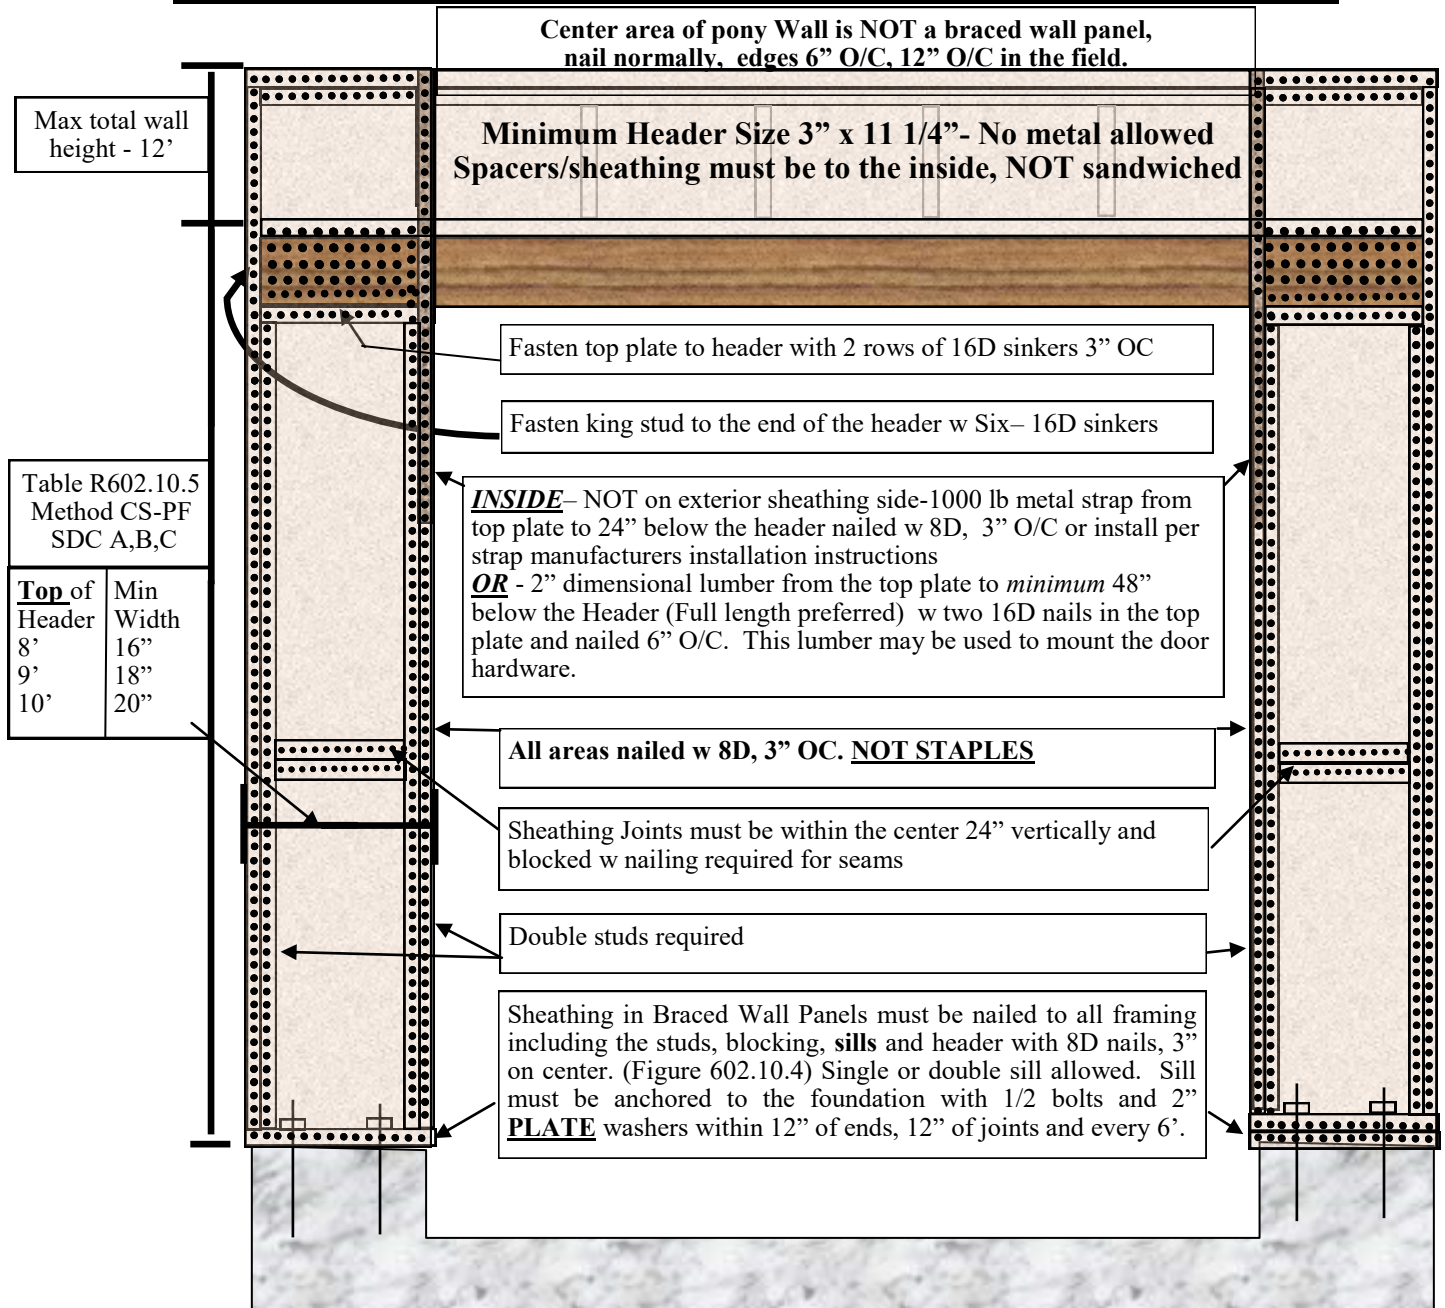 Center area of pony Wall is NOT a braced wall panel,
nail normally,  edges 6” O/C, 12” O/C in the field.
Max total wall
height - 12’
Minimum Header Size 3” x 11 1/4”- No metal allowed
Spacers/sheathing must be to the inside, NOT sandwiched
Fasten top plate to header with 2 rows of 16D sinkers 3” OC
Fasten king stud to the end of the header w Six– 16D sinkers
Table R602.10.5
Method CS-PF
SDC A,B,C
Top of Header | Min Width
8’ 16”
9’ 18”
10’ 20”
INSIDE– NOT on exterior sheathing side-1000 lb metal strap from
top plate to 24” below the header nailed w 8D,  3” O/C or install per
strap manufacturers installation instructions
OR - 2” dimensional lumber from the top plate to minimum 48”
below the Header (Full length preferred)  w two 16D nails in the top
plate and nailed 6” O/C.  This lumber may be used to mount the door
hardware.
All areas nailed w 8D, 3” OC. NOT STAPLES
Sheathing Joints must be within the center 24” vertically and
blocked w nailing required for seams
Double studs required
Sheathing in Braced Wall Panels must be nailed to all framing
including the studs, blocking, sills and header with 8D nails, 3”
on center. (Figure 602.10.4) Single or double sill allowed.  Sill
must be anchored to the foundation with 1/2 bolts and 2”
PLATE washers within 12” of ends, 12” of joints and every 6’.